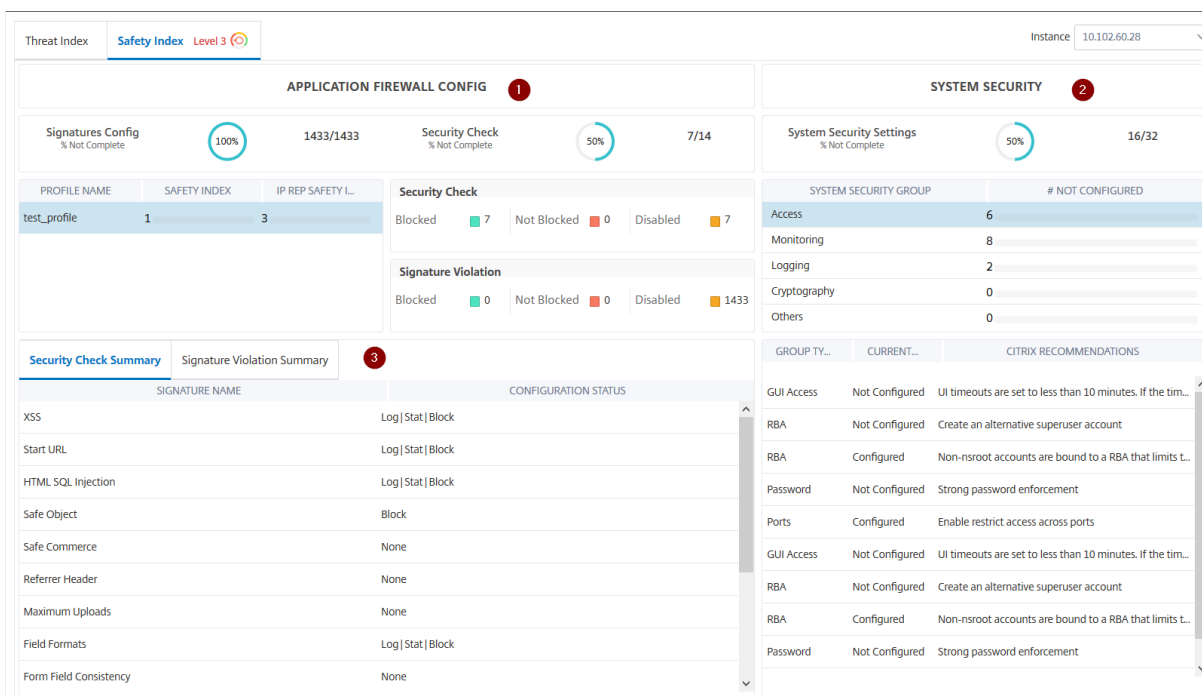 Threat Index Safety Index Level 3 Instance 10.102.60.28
APPLICATION FIREWALL CONFIG 1 SYSTEM SECURITY 2
Signatures Config 100% 1433/1433 Security Check 50% 7/14 System Security Settings 50% 16/32
% Not Complete % Not Complete % Not Complete
PROFILE NAME SAFETY INDEX IP REP SAFETY I...
test_profile 1 3
Security Check
Blocked 7 Not Blocked 0 Disabled 7
Signature Violation
Blocked 0 Not Blocked 0 Disabled 1433
SYSTEM SECURITY GROUP # NOT CONFIGURED
Access 6
Monitoring 8
Logging 2
Cryptography 0
Others 0
Security Check Summary Signature Violation Summary 3
SIGNATURE NAME CONFIGURATION STATUS
XSS Log|Stat|Block
Start URL Log|Stat|Block
HTML SQL Injection Log|Stat|Block
Safe Object Block
Safe Commerce None
Referrer Header None
Maximum Uploads None
Field Formats Log|Stat|Block
Form Field Consistency None
GROUP TY... CURRENT... CITRIX RECOMMENDATIONS
GUI Access Not Configured UI timeouts are set to less than 10 minutes. If the tim...
RBA Not Configured Create an alternative superuser account
RBA Configured Non-nsroot accounts are bound to a RBA that limits t...
Password Not Configured Strong password enforcement
Ports Configured Enable restrict access across ports
GUI Access Not Configured UI timeouts are set to less than 10 minutes. If the tim...
RBA Not Configured Create an alternative superuser account
RBA Configured Non-nsroot accounts are bound to a RBA that limits t...
Password Not Configured Strong password enforcement